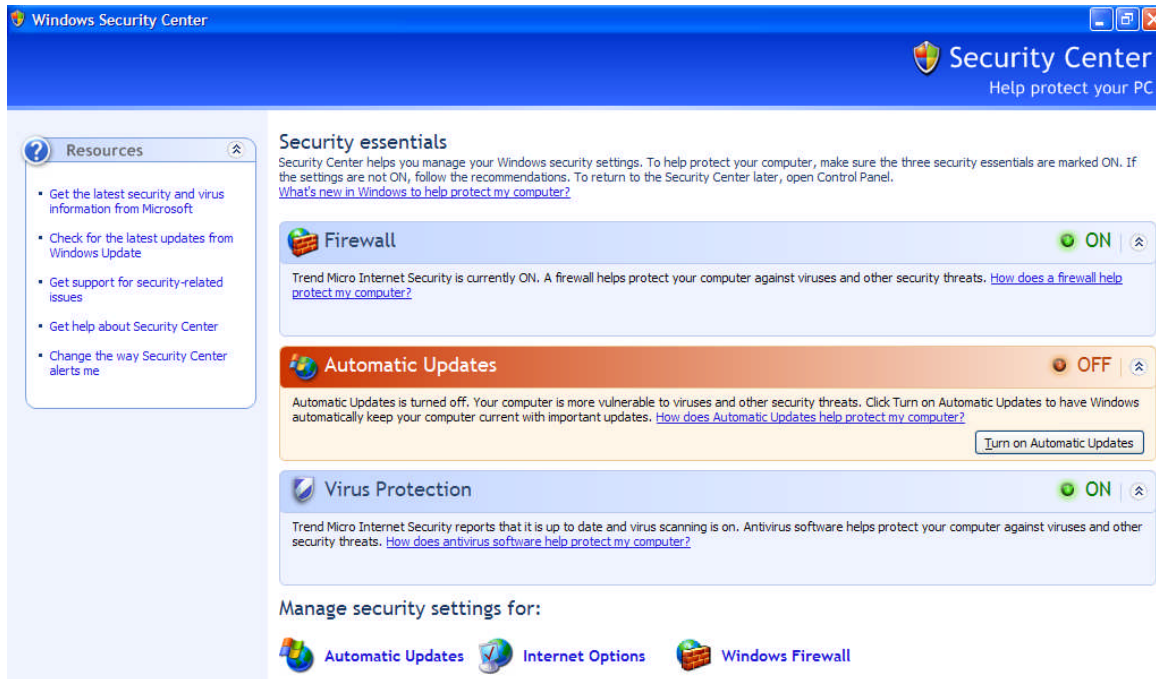 Windows Security Center
Security Center
Help protect your PC
Resources
Get the latest security and virus
information from Microsoft
Check for the latest updates from
Windows Update
Get support for security-related
issues
Get help about Security Center
Change the way Security Center
alerts me
Security essentials
Security Center helps you manage your Windows security settings. To help protect your computer, make sure the three security essentials are marked ON. If
the settings are not ON, follow the recommendations. To return to the Security Center later, open Control Panel.
What's new in Windows to help protect my computer?
Firewall ON
Trend Micro Internet Security is currently ON. A firewall helps protect your computer against viruses and other security threats. How does a firewall help
protect my computer?
Automatic Updates OFF
Automatic Updates is turned off. Your computer is more vulnerable to viruses and other security threats. Click Turn on Automatic Updates to have Windows
automatically keep your computer current with important updates. How does Automatic Updates help protect my computer?
Turn on Automatic Updates
Virus Protection ON
Trend Micro Internet Security reports that it is up to date and virus scanning is on. Antivirus software helps protect your computer against viruses and other
security threats. How does antivirus software help protect my computer?
Manage security settings for:
Automatic Updates Internet Options Windows Firewall